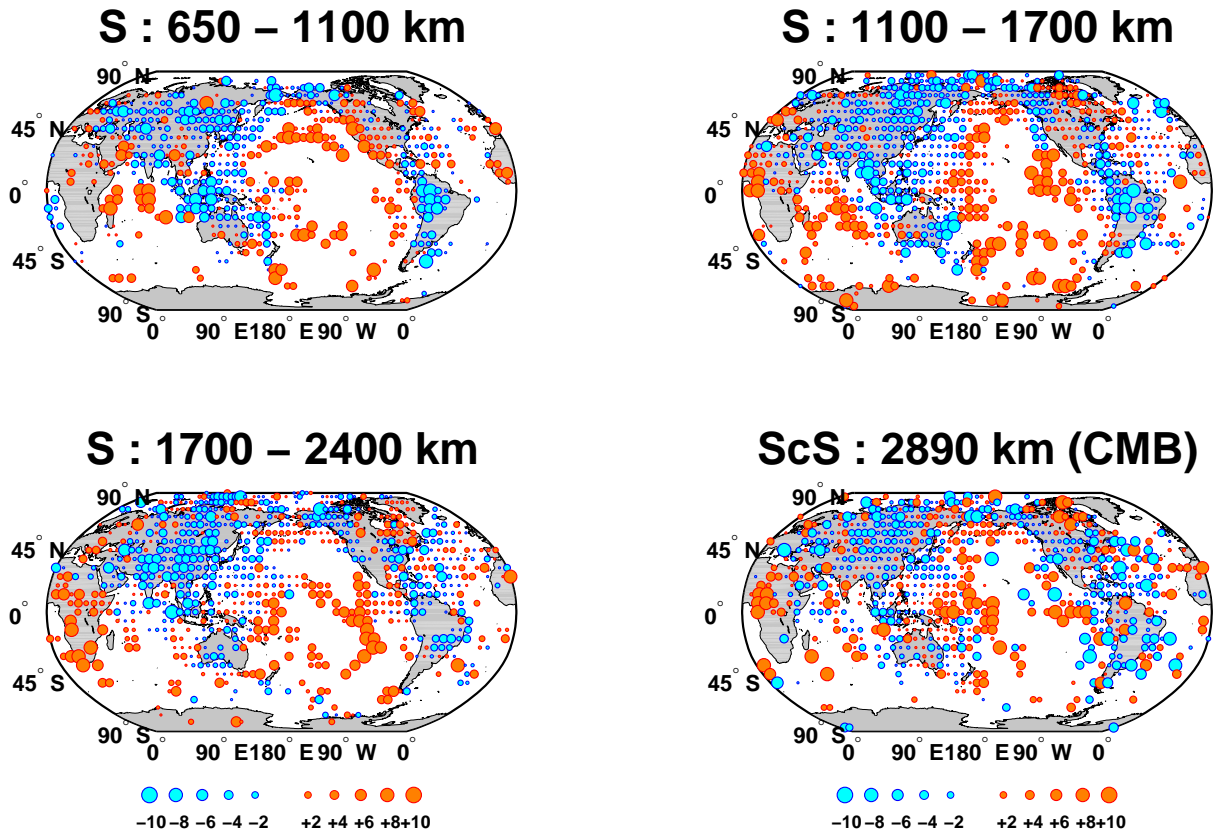 S : 650 – 1100 km
S : 1100 – 1700 km
90° N
45° N
0°
45° S
90° S
0° 90° E180° E90° W 0°
90° N
45° N
0°
45° S
90° S
0° 90° E180° E90° W 0°
S : 1700 – 2400 km
ScS : 2890 km (CMB)
90° N
45° N
0°
45° S
90° S
0° 90° E180° E90° W 0°
90° N
45° N
0°
45° S
90° S
0° 90° E180° E90° W 0°
−10 −8 −6 −4 −2 +2 +4 +6 +8+10
−10 −8 −6 −4 −2 +2 +4 +6 +8+10